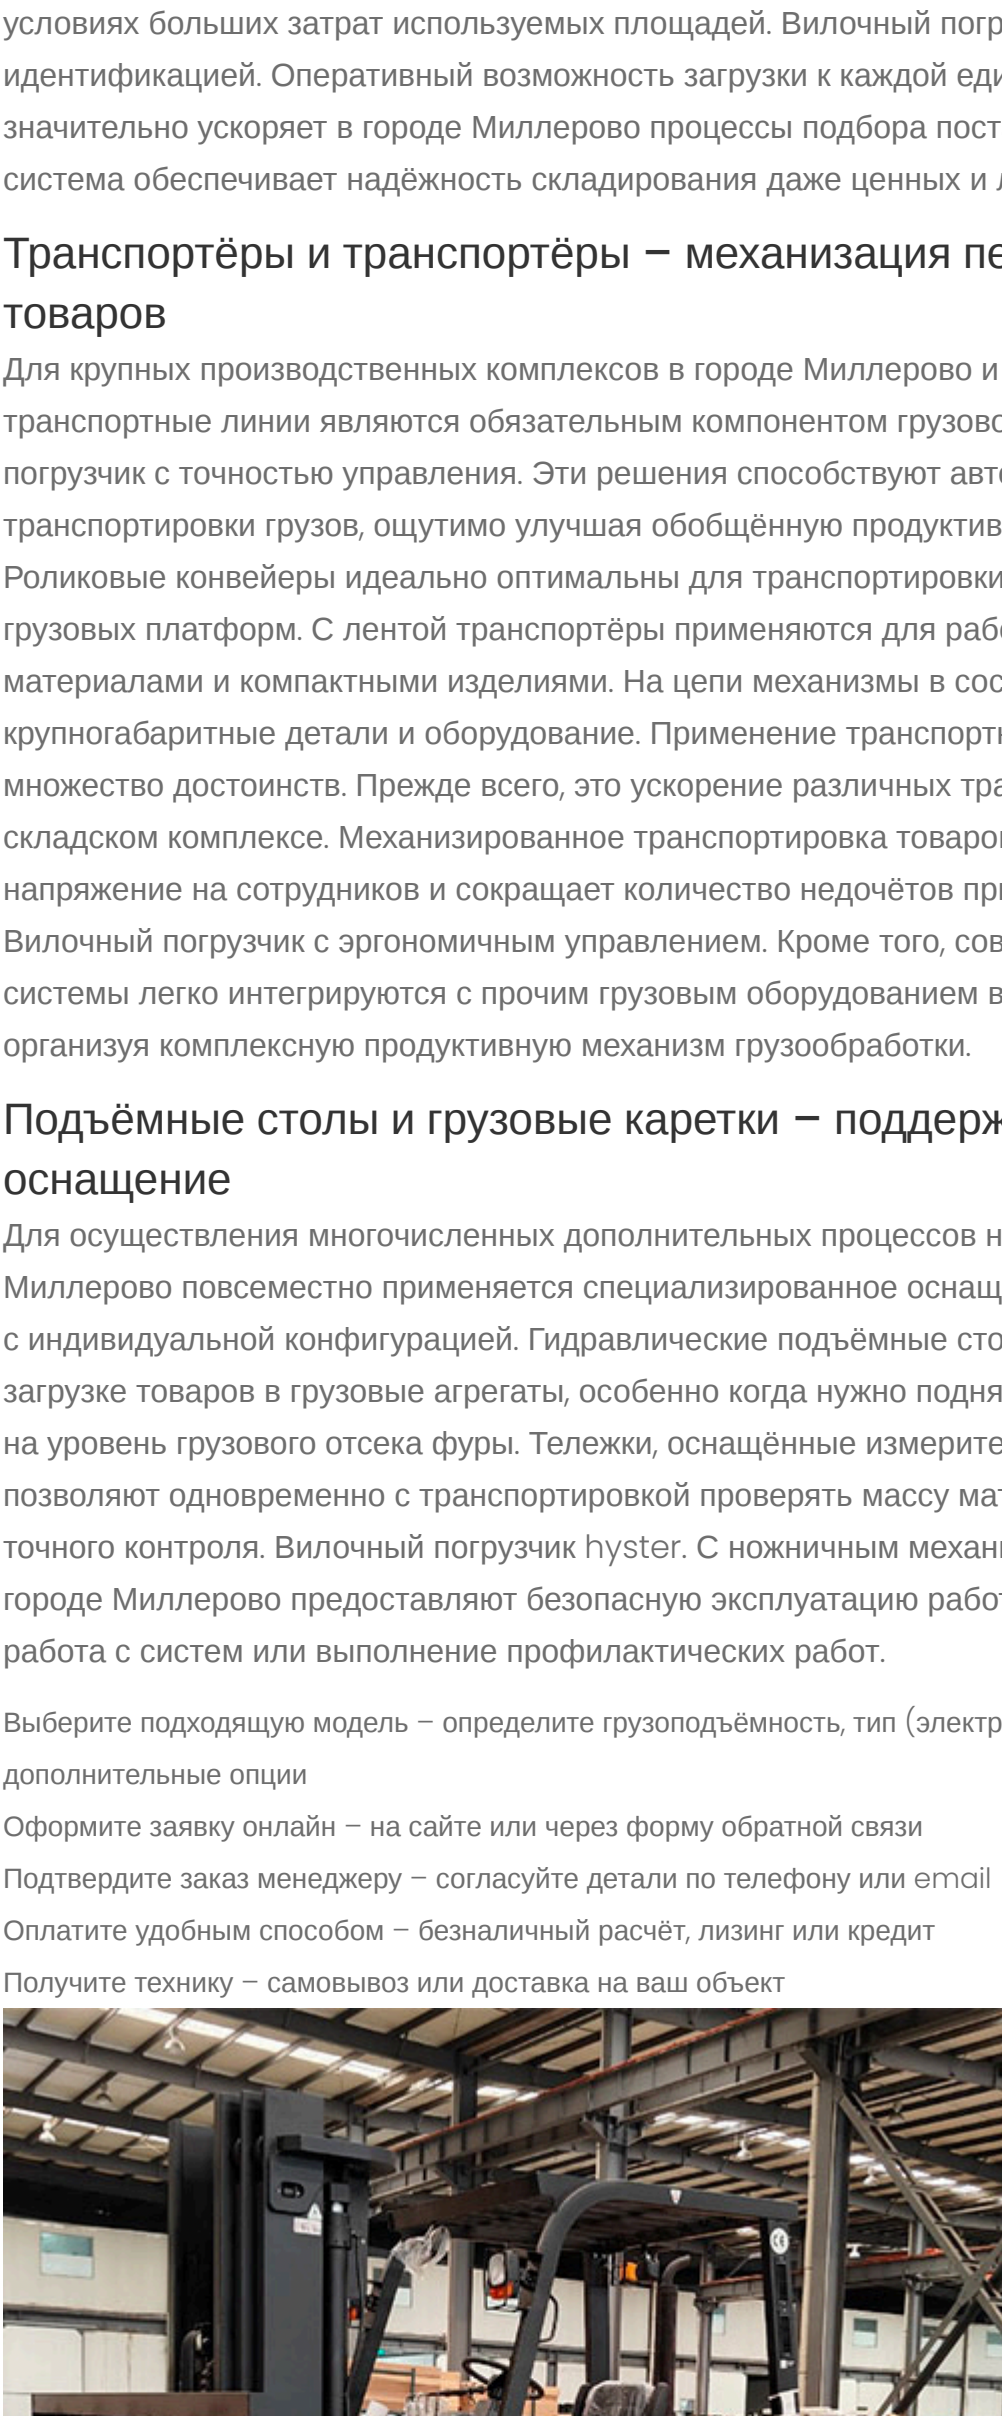 условиях больших затрат используемых площадей. Вилочный погр
идентификацией. Оперативный возможность загрузки к каждой еди
значительно ускоряет в городе Миллерово процессы подбора пост
система обеспечивает надёжность складирования даже ценных и л
Транспортёры и транспортёры – механизация пе
товаров
Для крупных производственных комплексов в городе Миллерово и
транспортные линии являются обязательным компонентом грузово
погрузчик с точностью управления. Эти решения способствуют авто
транспортировки грузов, ощутимо улучшая обобщённую продуктив
Роликовые конвейеры идеально оптимальны для транспортировки
грузовых платформ. С лентой транспортёры применяются для рабо
материалами и компактными изделиями. На цепи механизмы в сос
крупногабаритные детали и оборудование. Применение транспортн
множество достоинств. Прежде всего, это ускорение различных тра
складском комплексе. Механизированное транспортировка товаров
напряжение на сотрудников и сокращает количество недочётов при
Вилочный погрузчик с эргономичным управлением. Кроме того, сов
системы легко интегрируются с прочим грузовым оборудованием в
организуя комплексную продуктивную механизм грузообработки.
Подъёмные столы и грузовые каретки – поддерж
оснащение
Для осуществления многочисленных дополнительных процессов н
Миллерово повсеместно применяется специализированное оснащ
с индивидуальной конфигурацией. Гидравлические подъёмные сто
загрузке товаров в грузовые агрегаты, особенно когда нужно подня
на уровень грузового отсека фуры. Тележки, оснащённые измерите
позволяют одновременно с транспортировкой проверять массу мат
точного контроля. Вилочный погрузчик hyster. С ножничным механи
городе Миллерово предоставляют безопасную эксплуатацию работ
работа с систем или выполнение профилактических работ.
Выберите подходящую модель – определите грузоподъёмность, тип (электр
дополнительные опции
Оформите заявку онлайн – на сайте или через форму обратной связи
Подтвердите заказ менеджеру – согласуйте детали по телефону или email
Оплатите удобным способом – безналичный расчёт, лизинг или кредит
Получите технику – самовывоз или доставка на ваш объект
CE